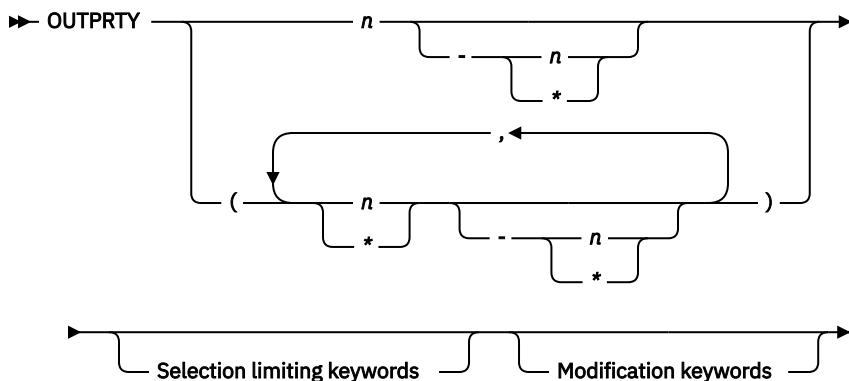 OUTPRTY n
- n
*
,
( n )
*
- n
*
Selection limiting keywords Modification keywords